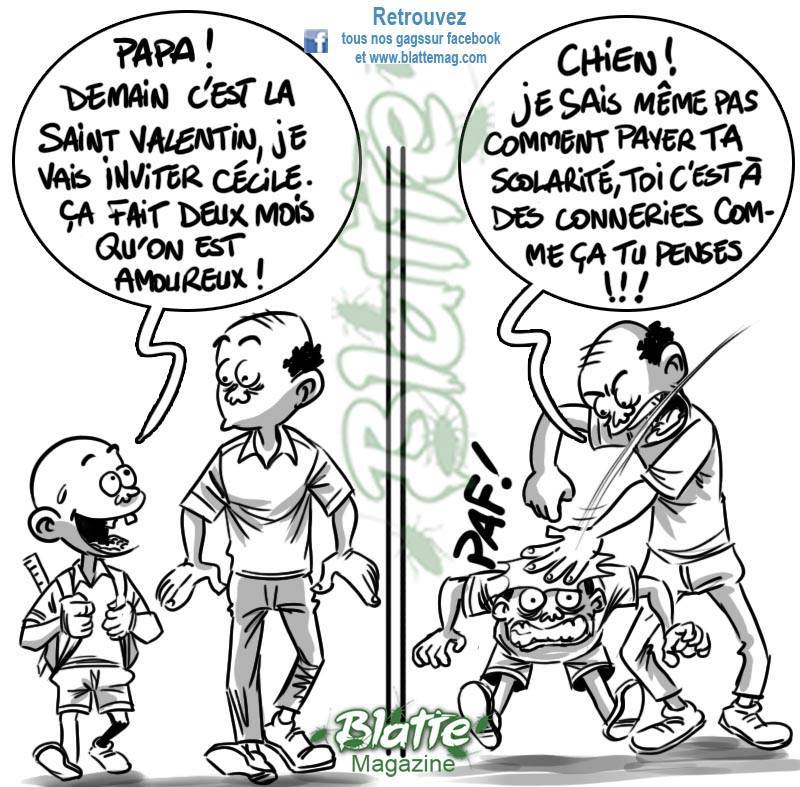 Retrouvez
tous nos gagssur facebook
et www.blattemag.com
PAPA !
DEMAIN C'EST LA
SAINT VALENTIN, JE
VAIS INVITER CÉCILE.
ÇA FAIT DEUX MOIS
QU'ON EST
AMOUREUX !
CHIEN !
JE SAIS MÊME PAS
COMMENT PAYER TA
SCOLARITÉ, TOI C'EST À
DES CONNERIES COM-
ME ÇA TU PENSES
!!!
PAF !
Blatte
Blatte
Magazine